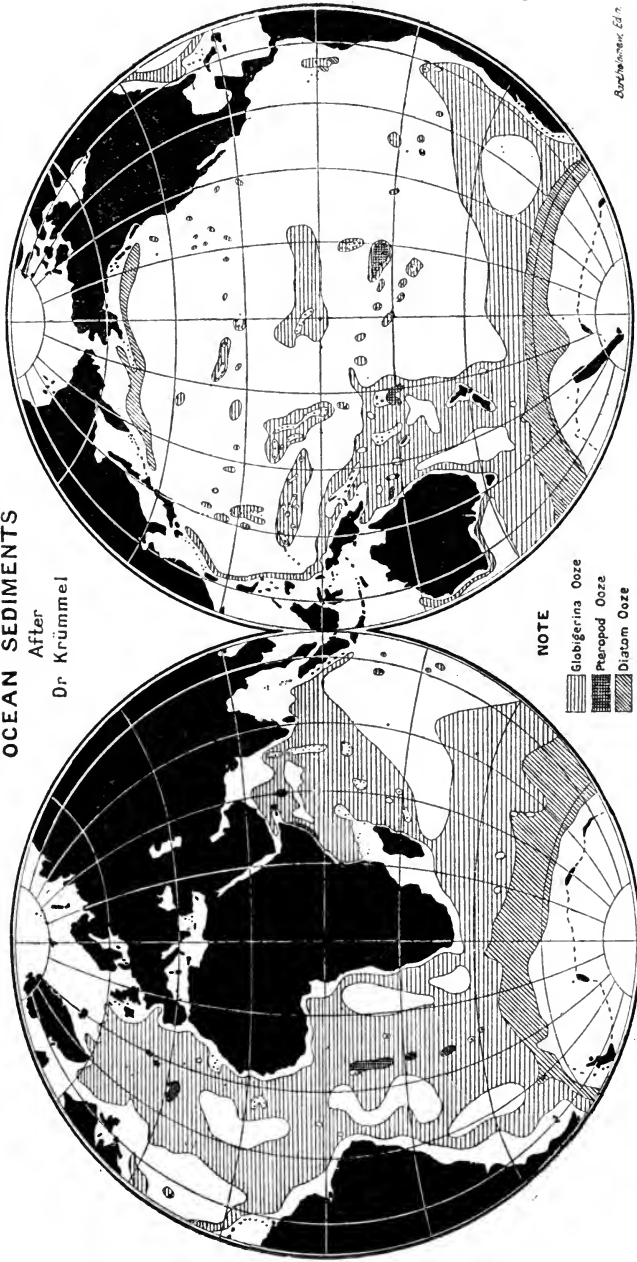 OCEAN SEDIMENTS
After
Dr Krümmel
NOTE
Globigerina Ooze
Pteropod Ooze
Diatom Ooze
Bartholomew, Edin.